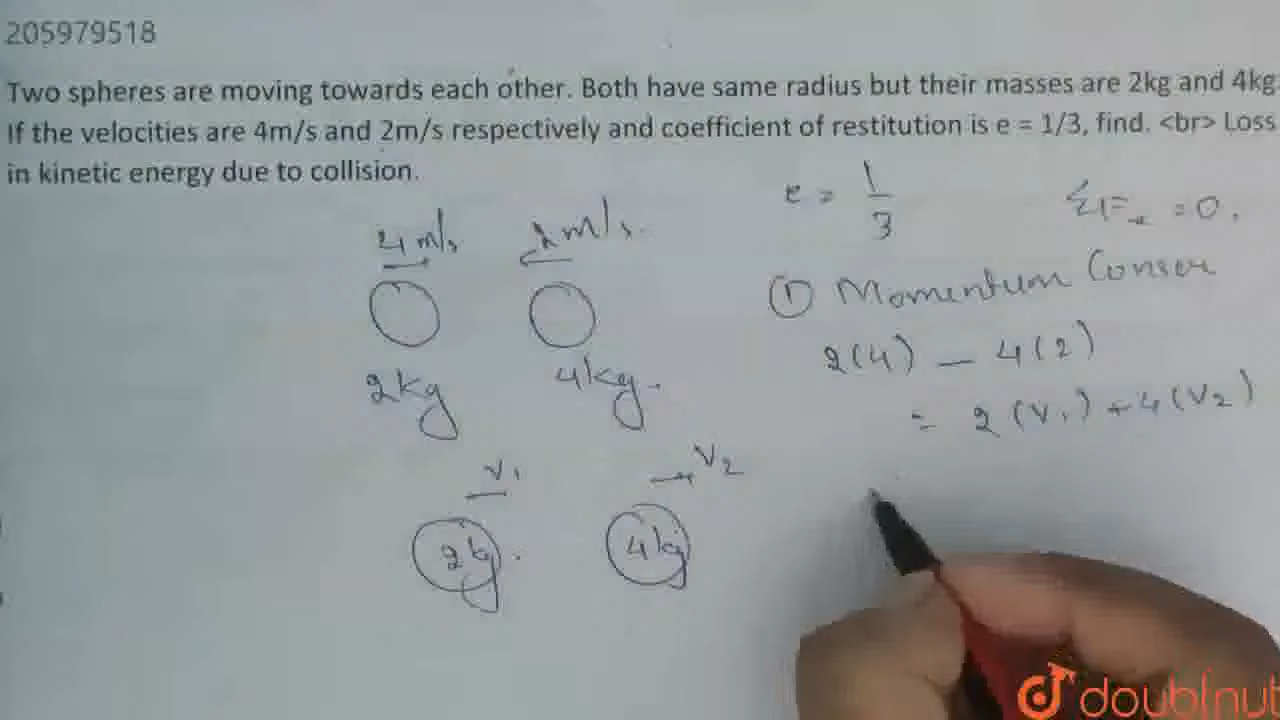 205979518
Two spheres are moving towards each other. Both have same radius but their masses are 2kg and 4kg.
If the velocities are 4m/s and 2m/s respectively and coefficient of restitution is e = 1/3, find. <br> Loss
in kinetic energy due to collision.
4 m/s 2 m/s.
e = 1/3
ΣFx = 0.
① Momentum Conser
2(4) - 4(2)
= 2(V1) + 4(V2)
2kg 4kg.
V1 V2
2kg. 4kg
doubtnut